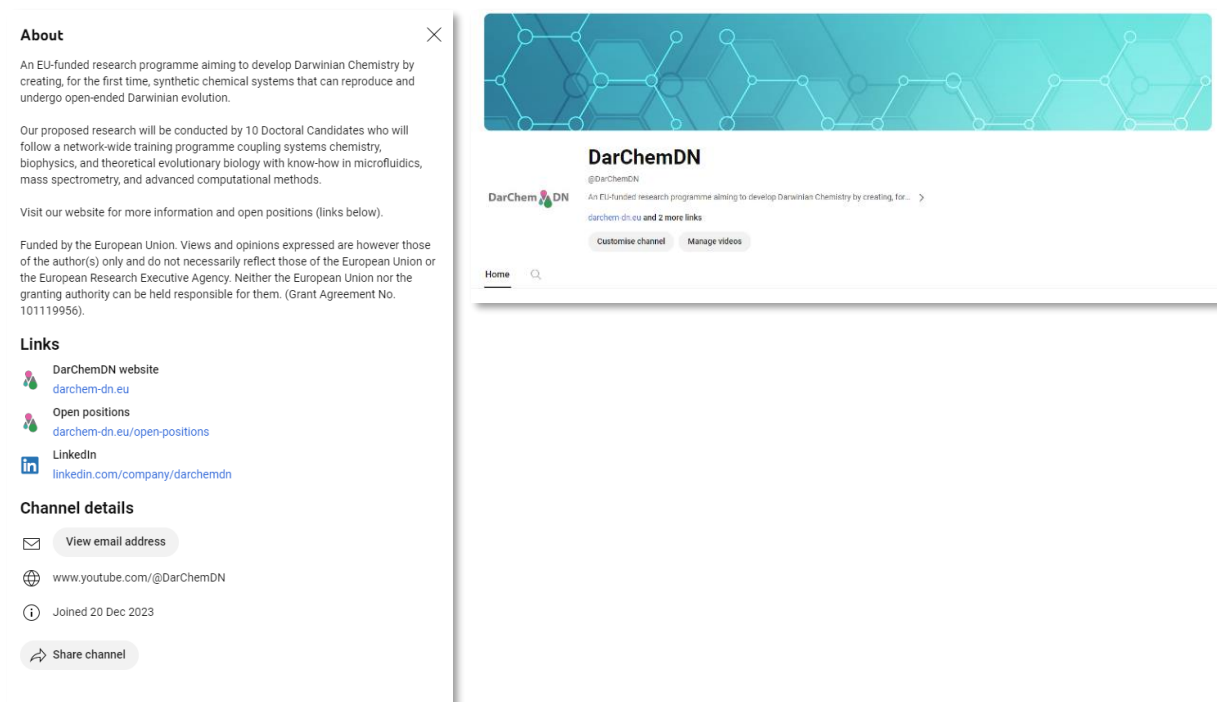 About
An EU-funded research programme aiming to develop Darwinian Chemistry by
creating, for the first time, synthetic chemical systems that can reproduce and
undergo open-ended Darwinian evolution.
Our proposed research will be conducted by 10 Doctoral Candidates who will
follow a network-wide training programme coupling systems chemistry,
biophysics, and theoretical evolutionary biology with know-how in microfluidics,
mass spectrometry, and advanced computational methods.
Visit our website for more information and open positions (links below).
Funded by the European Union. Views and opinions expressed are however those
of the author(s) only and do not necessarily reflect those of the European Union or
the European Research Executive Agency. Neither the European Union nor the
granting authority can be held responsible for them. (Grant Agreement No.
101119956).
Links
DarChemDN website
darchem-dn.eu
Open positions
darchem-dn.eu/open-positions
LinkedIn
linkedin.com/company/darchemdn
Channel details
View email address
www.youtube.com/@DarChemDN
Joined 20 Dec 2023
Share channel
DarChem DN
DarChemDN
@DarChemDN
An EU-funded research programme aiming to develop Darwinian Chemistry by creating, for...
darchem-dn.eu and 2 more links
Customise channel Manage videos
Home